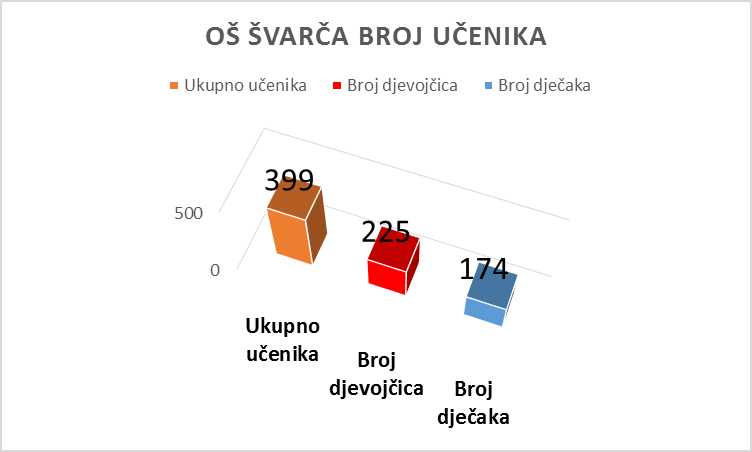 OŠ ŠVARČA BROJ UČENIKA
Ukupno učenika Broj djevojčica Broj dječaka
399
225
174
500
0
Ukupno
učenika
Broj
djevojčica
Broj
dječaka